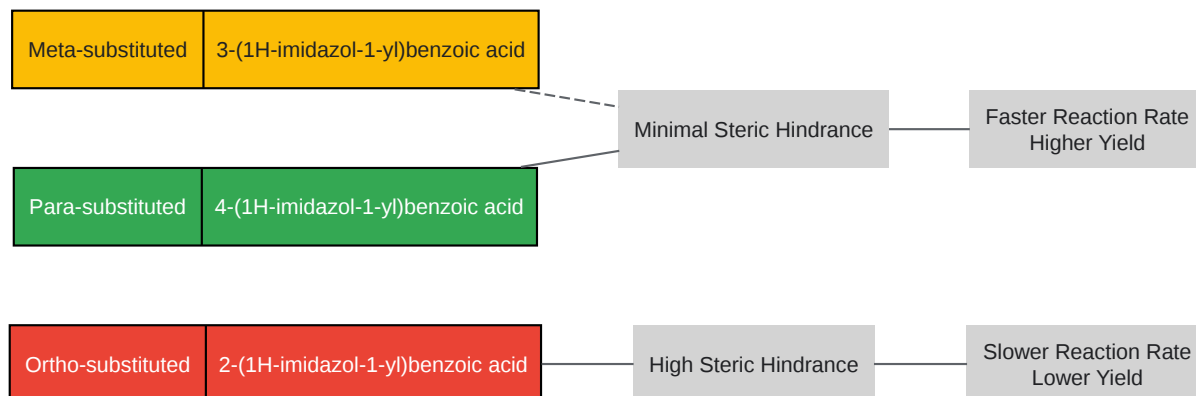 Meta-substituted 3-(1H-imidazol-1-yl)benzoic acid
Minimal Steric Hindrance
Faster Reaction Rate
Higher Yield
Para-substituted 4-(1H-imidazol-1-yl)benzoic acid
Ortho-substituted 2-(1H-imidazol-1-yl)benzoic acid
High Steric Hindrance
Slower Reaction Rate
Lower Yield